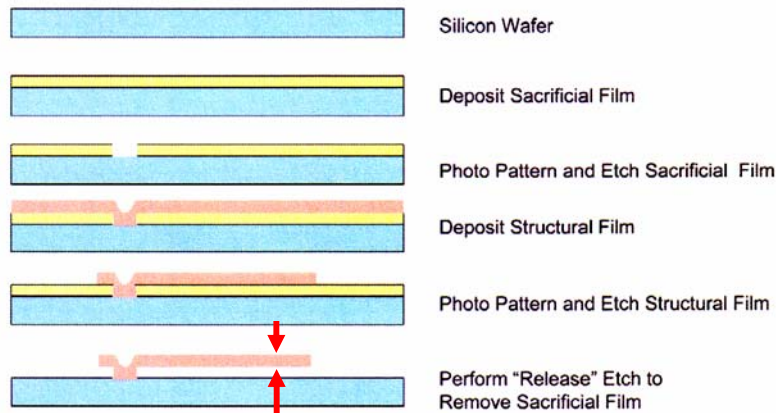 Silicon Wafer
Deposit Sacrificial Film
Photo Pattern and Etch Sacrificial Film
Deposit Structural Film
Photo Pattern and Etch Structural Film
Perform “Release” Etch to
Remove Sacrificial Film